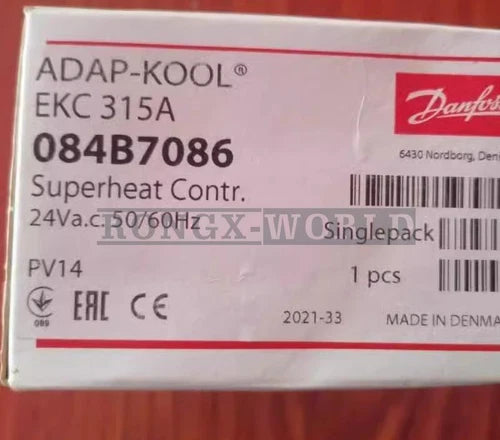 ADAP-KOOL®
EKC 315A
084B7086
Superheat Contr.
24Va.c. 50/60Hz
RONGX-WORLD
PV14
089
EAC CE
Danfoss
6430 Nordborg, Den
Singlepack
1 pcs
2021-33
MADE IN DENMA